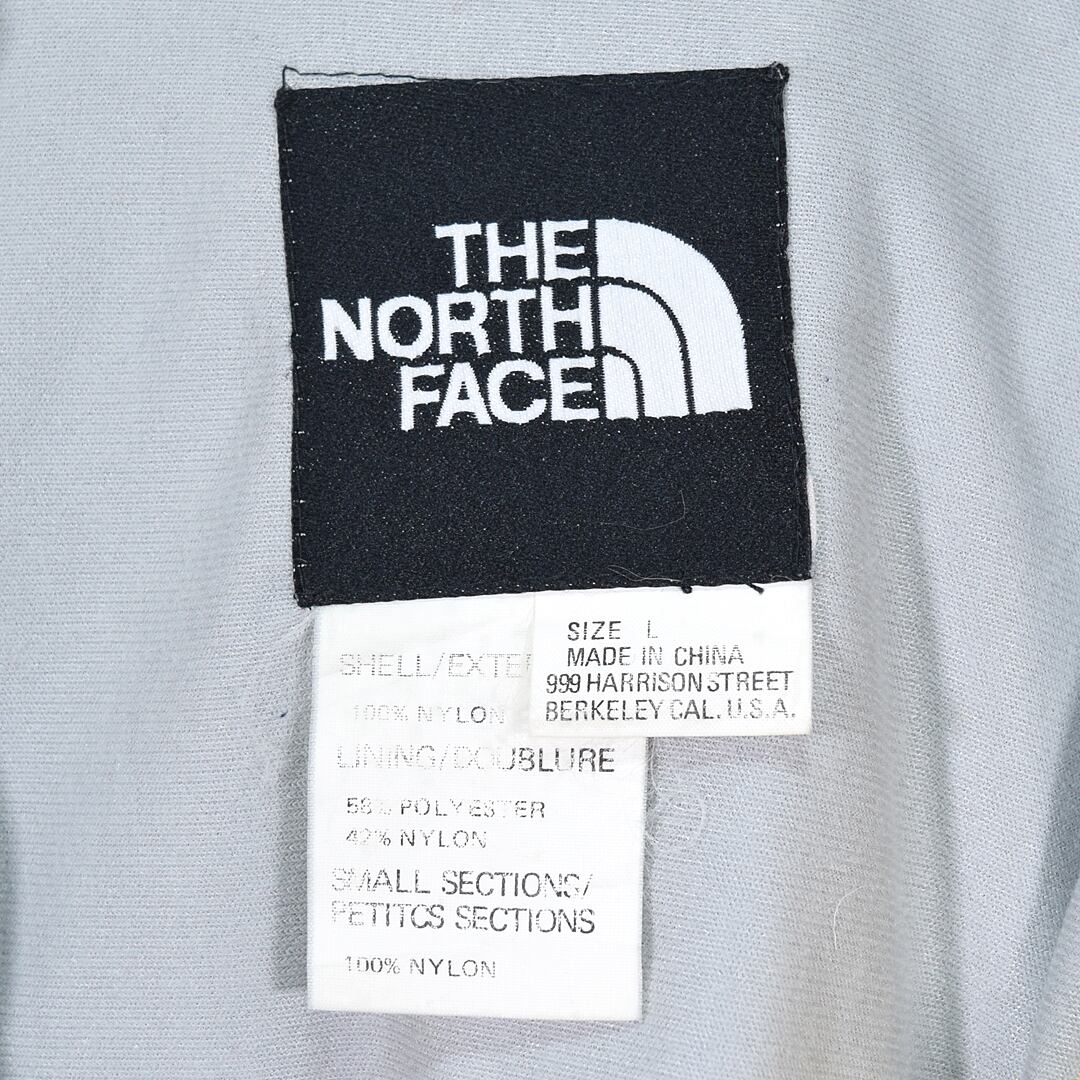 THE
NORTH
FACE
SIZE L
MADE IN CHINA
999 HARRISON STREET
BERKELEY CAL. U.S.A.
SHELL/EXTE
100% NYLON
LINING/DOUBLURE
58% POLYESTER
42% NYLON
SMALL SECTIONS/
PETITCS SECTIONS
100% NYLON